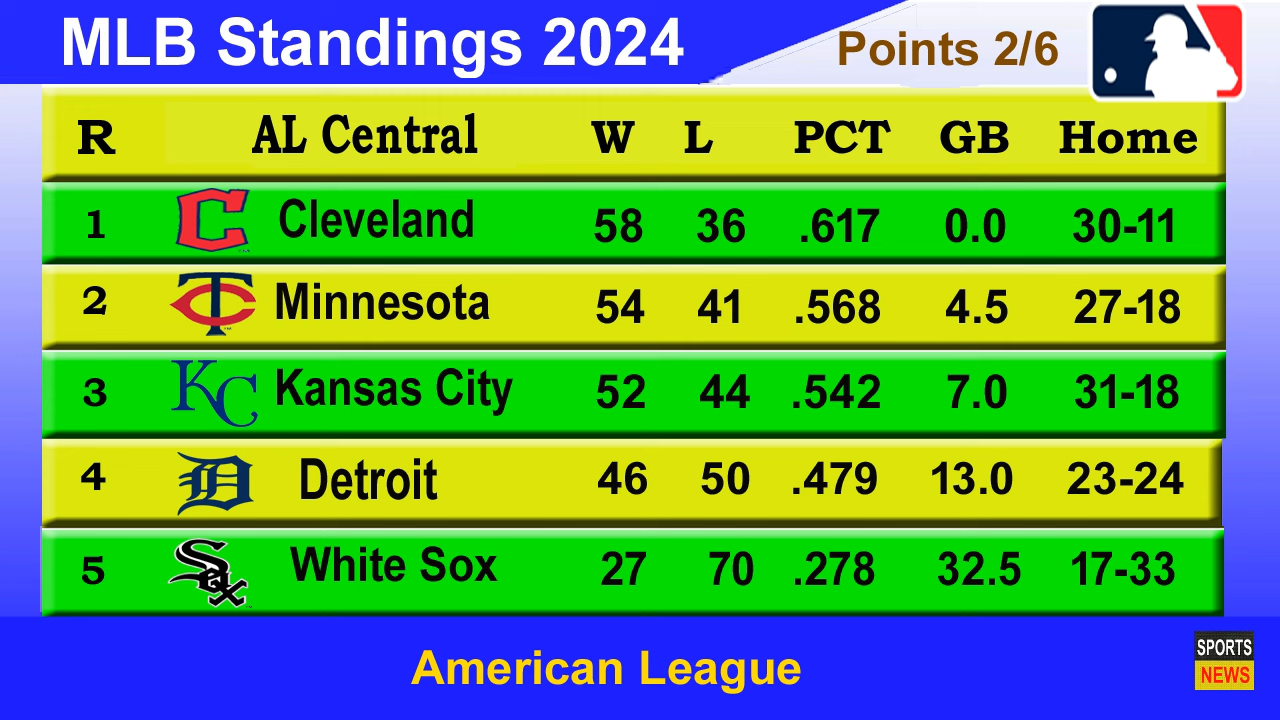 MLB Standings 2024 Points 2/6
R AL Central W L PCT GB Home
1 C Cleveland 58 36 .617 0.0 30-11
2 TC Minnesota 54 41 .568 4.5 27-18
3 KC Kansas City 52 44 .542 7.0 31-18
4 D Detroit 46 50 .479 13.0 23-24
5 Sox White Sox 27 70 .278 32.5 17-33
American League
SPORTS
NEWS